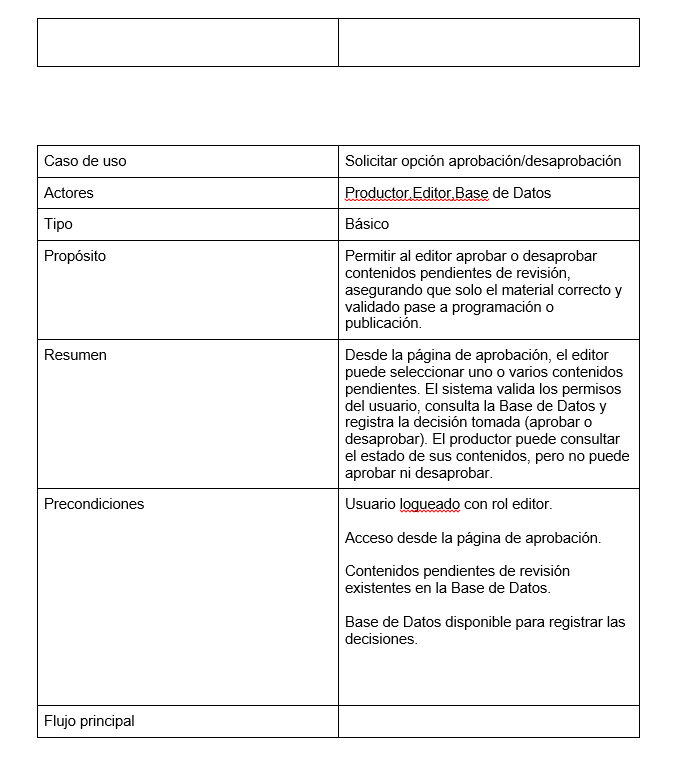 Caso de uso
Solicitar opción aprobación/desaprobación
Actores
Productor,Editor,Base de Datos
Tipo
Básico
Propósito
Permitir al editor aprobar o desaprobar
contenidos pendientes de revisión,
asegurando que solo el material correcto y
validado pase a programación o
publicación.
Resumen
Desde la página de aprobación, el editor
puede seleccionar uno o varios contenidos
pendientes. El sistema valida los permisos
del usuario, consulta la Base de Datos y
registra la decisión tomada (aprobar o
desaprobar). El productor puede consultar
el estado de sus contenidos, pero no puede
aprobar ni desaprobar.
Precondiciones
Usuario logueado con rol editor.
Acceso desde la página de aprobación.
Contenidos pendientes de revisión
existentes en la Base de Datos.
Base de Datos disponible para registrar las
decisiones.
Flujo principal